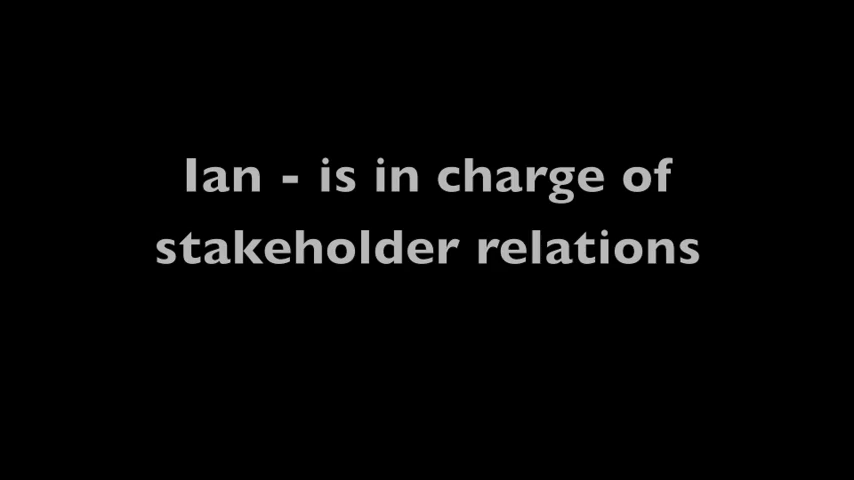 Ian - is in charge of
stakeholder relations